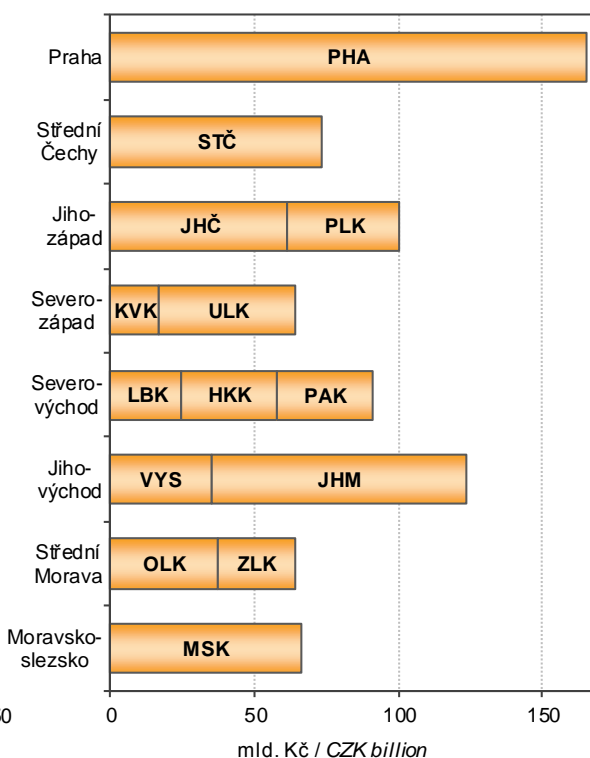 Praha
PHA
Střední
Čechy
STČ
Jiho-
západ
JHČ PLK
Severo-
západ
KVK ULK
Severo-
východ
LBK HKK PAK
Jiho-
východ
VYS JHM
Střední
Morava
OLK ZLK
Moravsko-
slezsko
MSK
0 50 100 150
mld. Kč / CZK billion